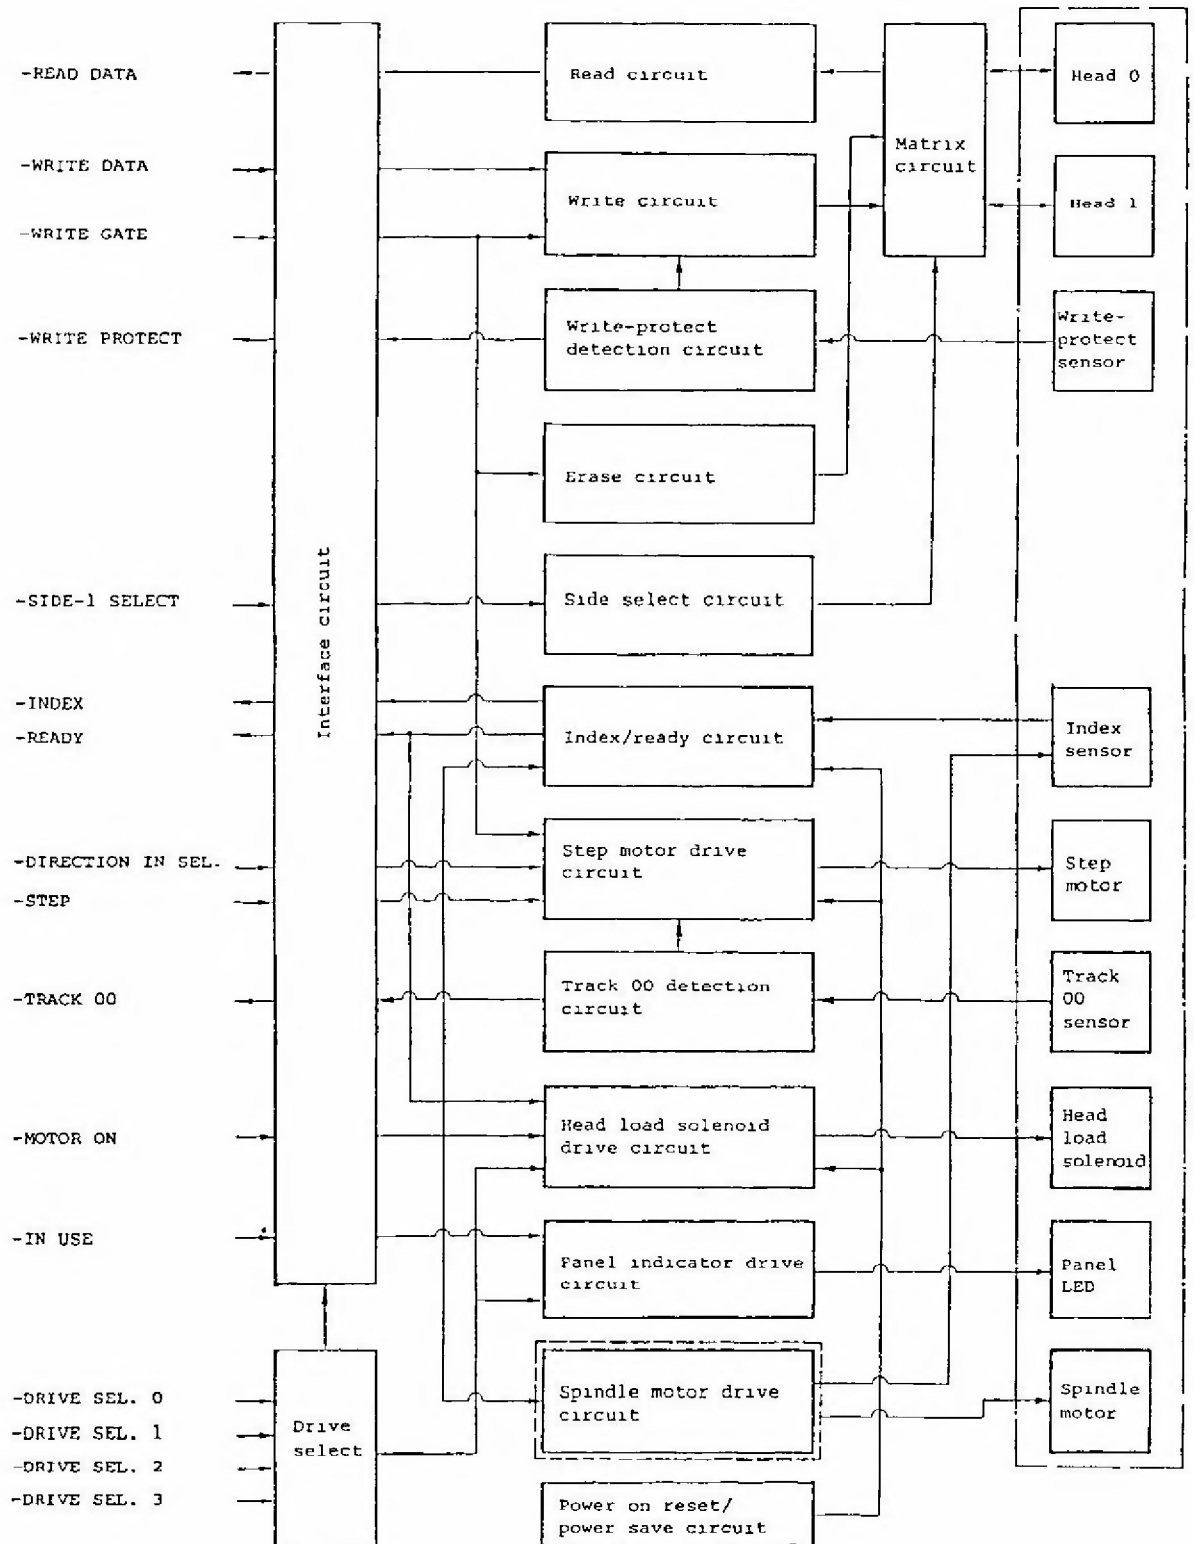 -READ DATA
Read circuit
Head 0
Matrix
circuit
-WRITE DATA
Write circuit
Head 1
-WRITE GATE
-WRITE PROTECT
Write-protect
detection circuit
Write-
protect
sensor
Erase circuit
Interface circuit
-SIDE-1 SELECT
Side select circuit
-INDEX
-READY
Index/ready circuit
Index
sensor
-DIRECTION IN SEL.
-STEP
Step motor drive
circuit
Step
motor
-TRACK 00
Track 00 detection
circuit
Track
00
sensor
-MOTOR ON
Head load solenoid
drive circuit
Head
load
solenoid
-IN USE
Panel indicator drive
circuit
Panel
LED
-DRIVE SEL. 0
-DRIVE SEL. 1
-DRIVE SEL. 2
-DRIVE SEL. 3
Drive
select
Spindle motor drive
circuit
Spindle
motor
Power on reset/
power save circuit